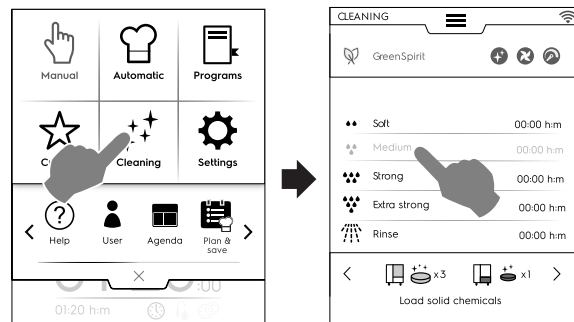 Manual Automatic Programs
Cleaning Settings
Help User Agenda Plan &
save
:00
01:20 h:m
CLEANING
GreenSpirit
Soft 00:00 h:m
Medium 00:00 h:m
Strong 00:00 h:m
Extra strong 00:00 h:m
Rinse 00:00 h:m
x3 x1
Load solid chemicals